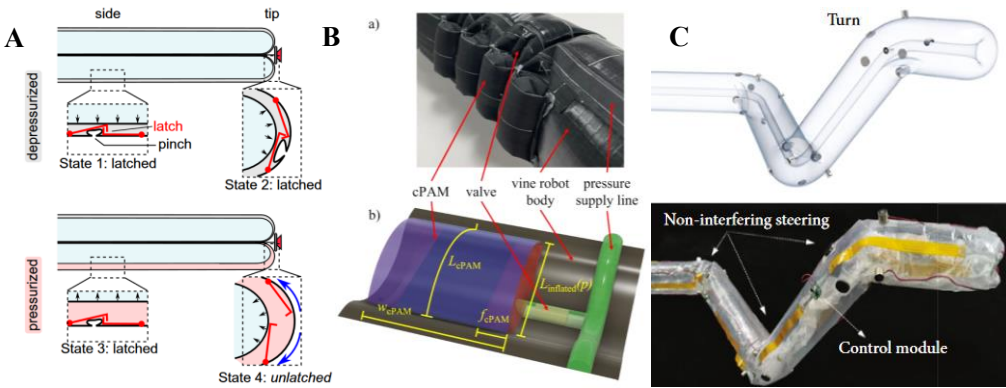 A
side
tip
depressurized
latch
pinch
State 1: latched
State 2: latched
pressurized
State 3: latched
State 4: unlatched
B
a)
cPAM
valve
vine robot
body
pressure
supply line
b)
LcPAM
Linflated(p)
wcPAM
fcPAM
C
Turn
Non-interfering steering
Control module